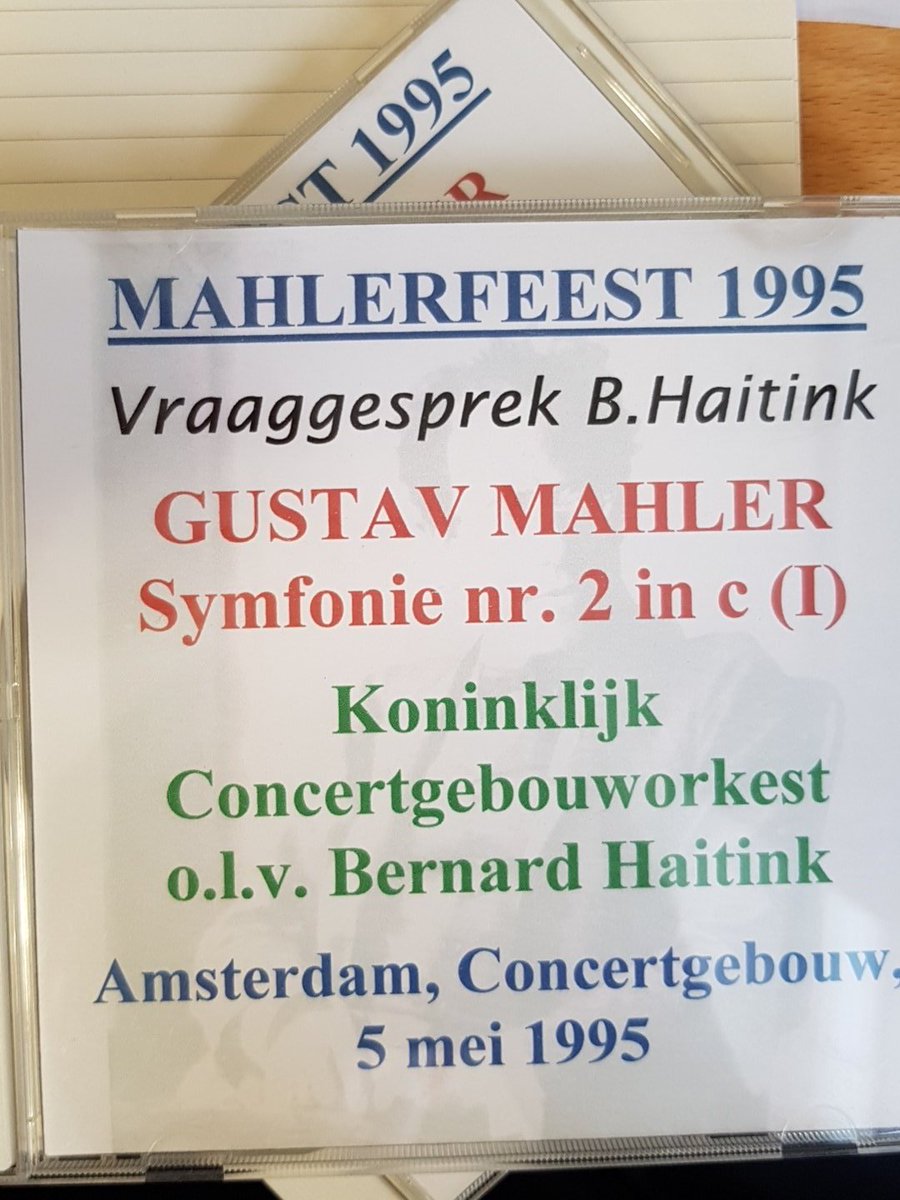 1995
MAHLERFEEST 1995
Vraaggesprek B.Haitink
GUSTAV MAHLER
Symfonie nr. 2 in c (I)
Koninklijk
Concertgebouworkest
o.l.v. Bernard Haitink
Amsterdam, Concertgebouw,
5 mei 1995